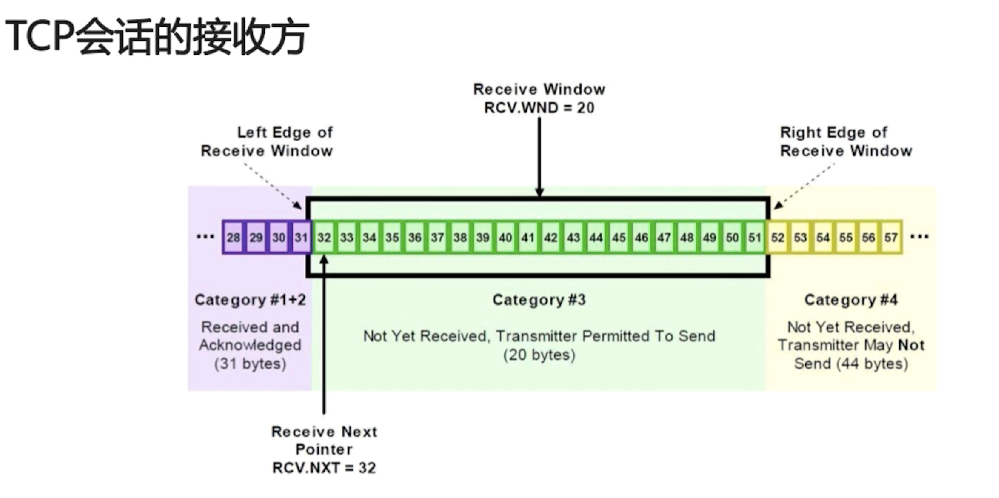 TCP会话的接收方
Receive Window
RCV.WND = 20
Left Edge of
Receive Window
Right Edge of
Receive Window
... 28 29 30 31 32 33 34 35 36 37 38 39 40 41 42 43 44 45 46 47 48 49 50 51 52 53 54 55 56 57 ...
Category #1+2
Received and
Acknowledged
(31 bytes)
Category #3
Not Yet Received, Transmitter Permitted To Send
(20 bytes)
Category #4
Not Yet Received,
Transmitter May Not
Send (44 bytes)
Receive Next
Pointer
RCV.NXT = 32